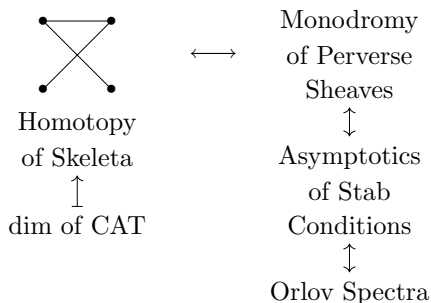 Homotopy
of Skeleta
dim of CAT
Monodromy
of Perverse
Sheaves
Asymptotics
of Stab
Conditions
Orlov Spectra